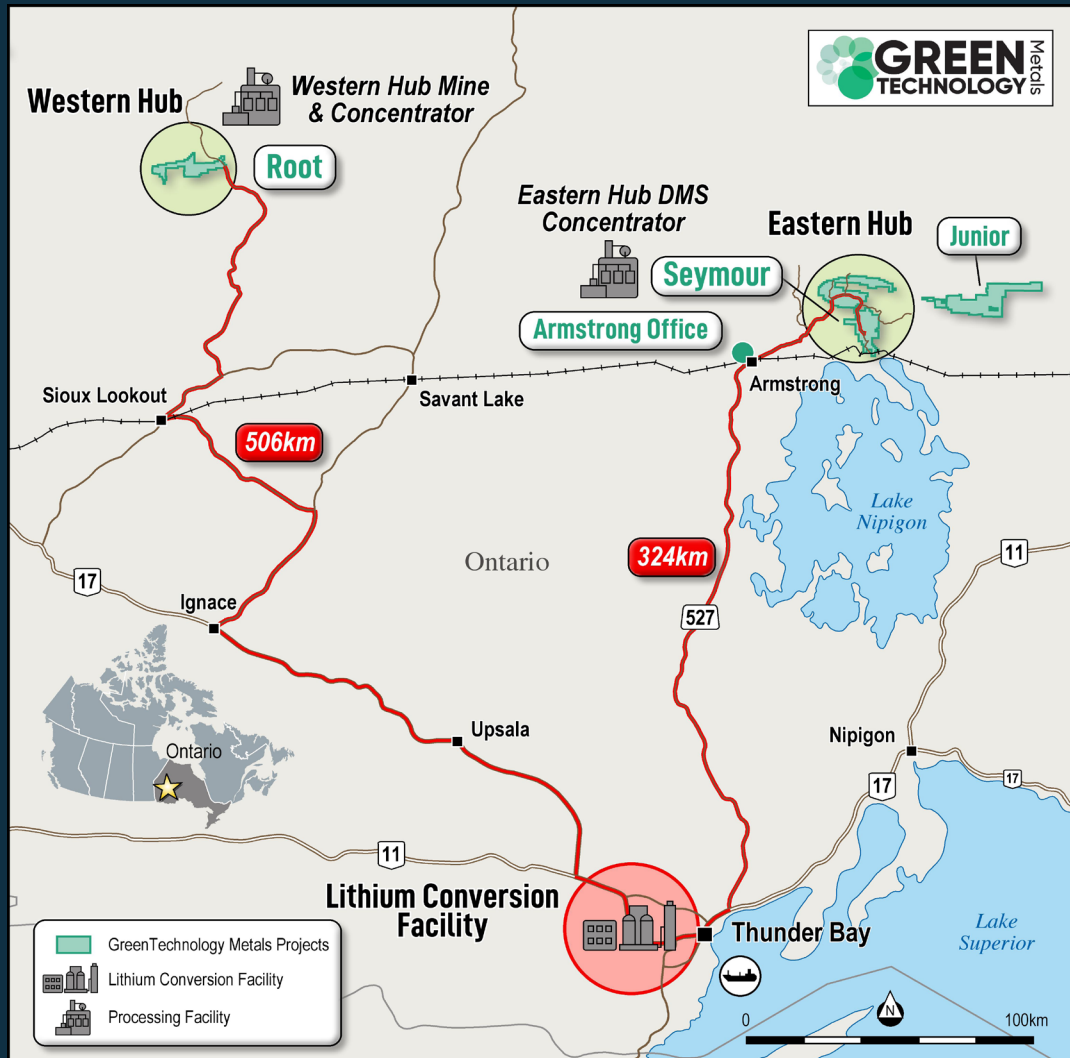 GREEN
TECHNOLOGY
Metals
Western Hub
Western Hub Mine
& Concentrator
Root
Eastern Hub DMS
Concentrator
Eastern Hub
Junior
Seymour
Armstrong Office
Armstrong
Sioux Lookout
Savant Lake
506km
Lake
Nipigon
324km
Ontario
11
17
Ignace
527
Upsala
Nipigon
Ontario
17
17
11
Lithium Conversion
Facility
Thunder Bay
Lake
Superior
GreenTechnology Metals Projects
Lithium Conversion Facility
Processing Facility
N
0
100km